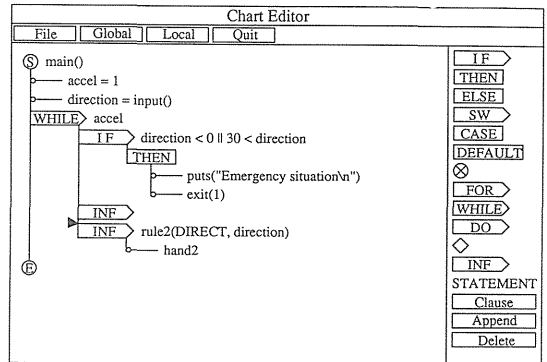 Chart Editor
File Global Local Quit
S main()
accel = 1
direction = input()
WHILE accel
IF direction < 0 || 30 < direction
THEN
puts("Emergency situation\n")
exit(1)
INF
INF rule2(DIRECT, direction)
hand2
E
IF
THEN
ELSE
SW
CASE
DEFAULT
FOR
WHILE
DO
INF
STATEMENT
Clause
Append
Delete